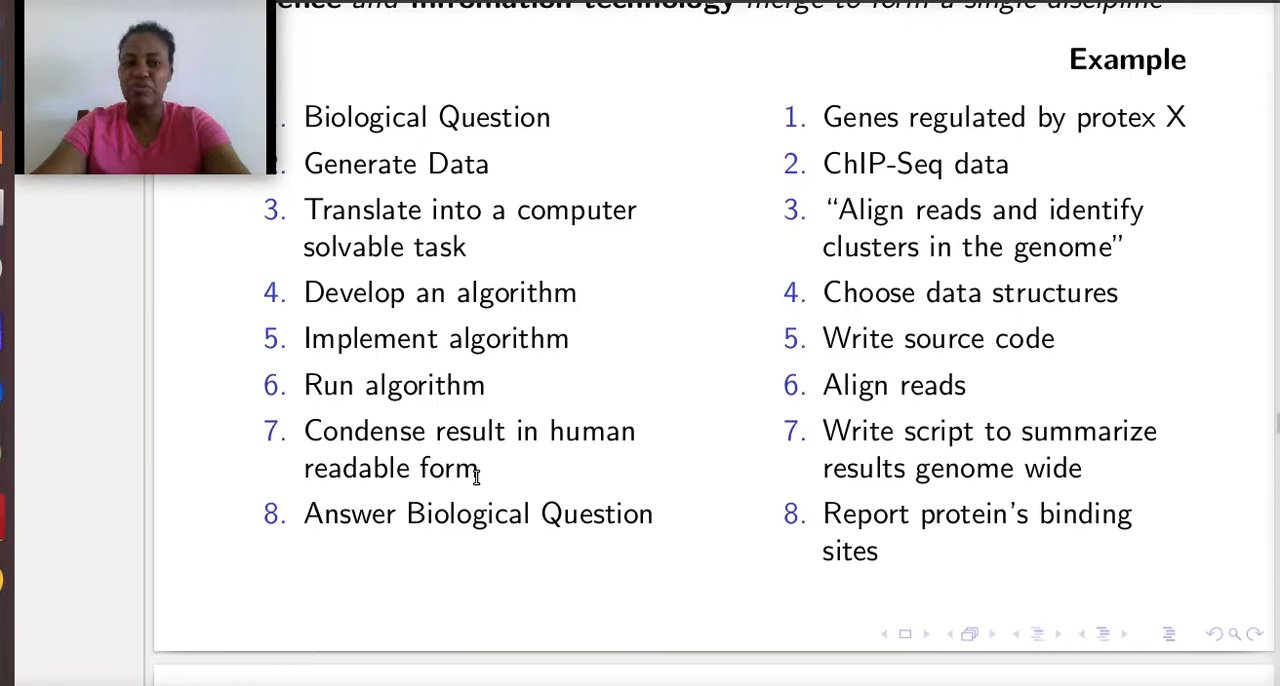 and infromation technology merge to form a single discipline
Example
Biological Question
2. Generate Data
3. Translate into a computer
solvable task
4. Develop an algorithm
5. Implement algorithm
6. Run algorithm
7. Condense result in human
readable form
8. Answer Biological Question
1. Genes regulated by protex X
2. ChIP-Seq data
3. “Align reads and identify
clusters in the genome”
4. Choose data structures
5. Write source code
6. Align reads
7. Write script to summarize
results genome wide
8. Report protein's binding
sites